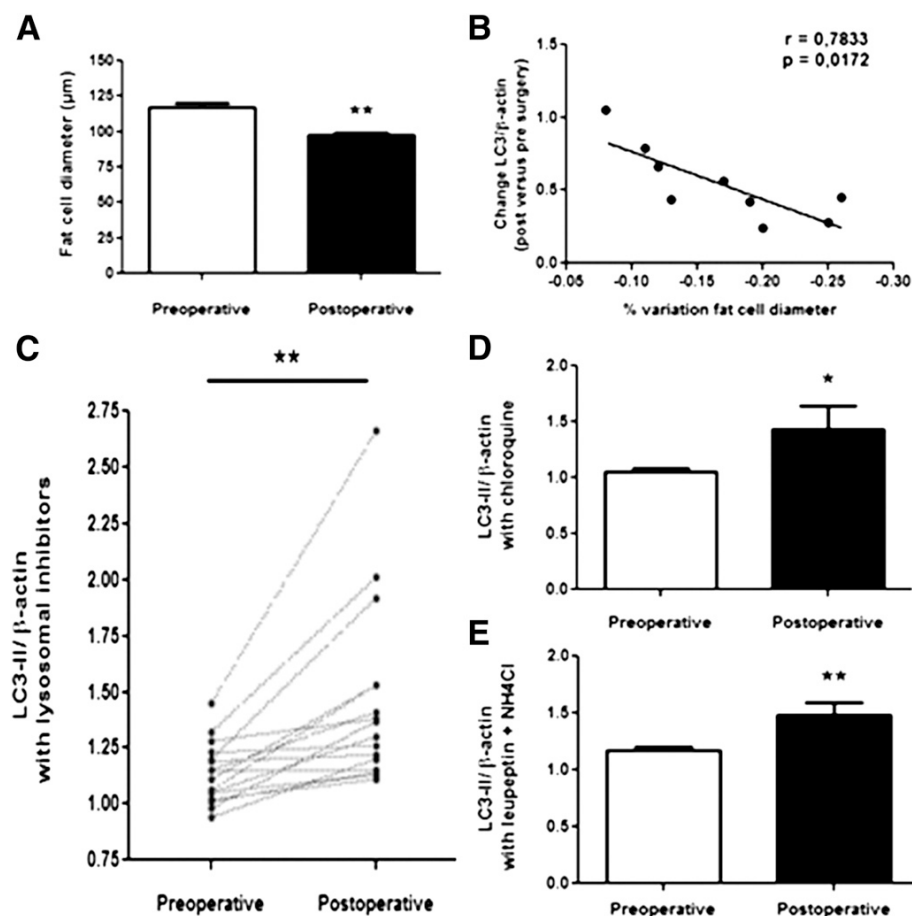 A
Fat cell diameter (µm)
150
125
100
75
50
25
0
**
Preoperative Postoperative
B
r = 0,7833
p = 0,0172
Change LC3/β-actin
(post versus pre surgery)
1.5
1.0
0.5
0.0
-0.05 -0.10 -0.15 -0.20 -0.25 -0.30
% variation fat cell diameter
C
**
LC3-II/ β-actin
with lysosomal inhibitors
2.75
2.50
2.25
2.00
1.75
1.50
1.25
1.00
0.75
Preoperative Postoperative
D
LC3-II/ β-actin
with chloroquine
2.0
1.5
1.0
0.5
0.0
*
Preoperative Postoperative
E
LC3-II/ β-actin
with leupeptin + NH4Cl
2.0
1.5
1.0
0.5
0.0
**
Preoperative Postoperative